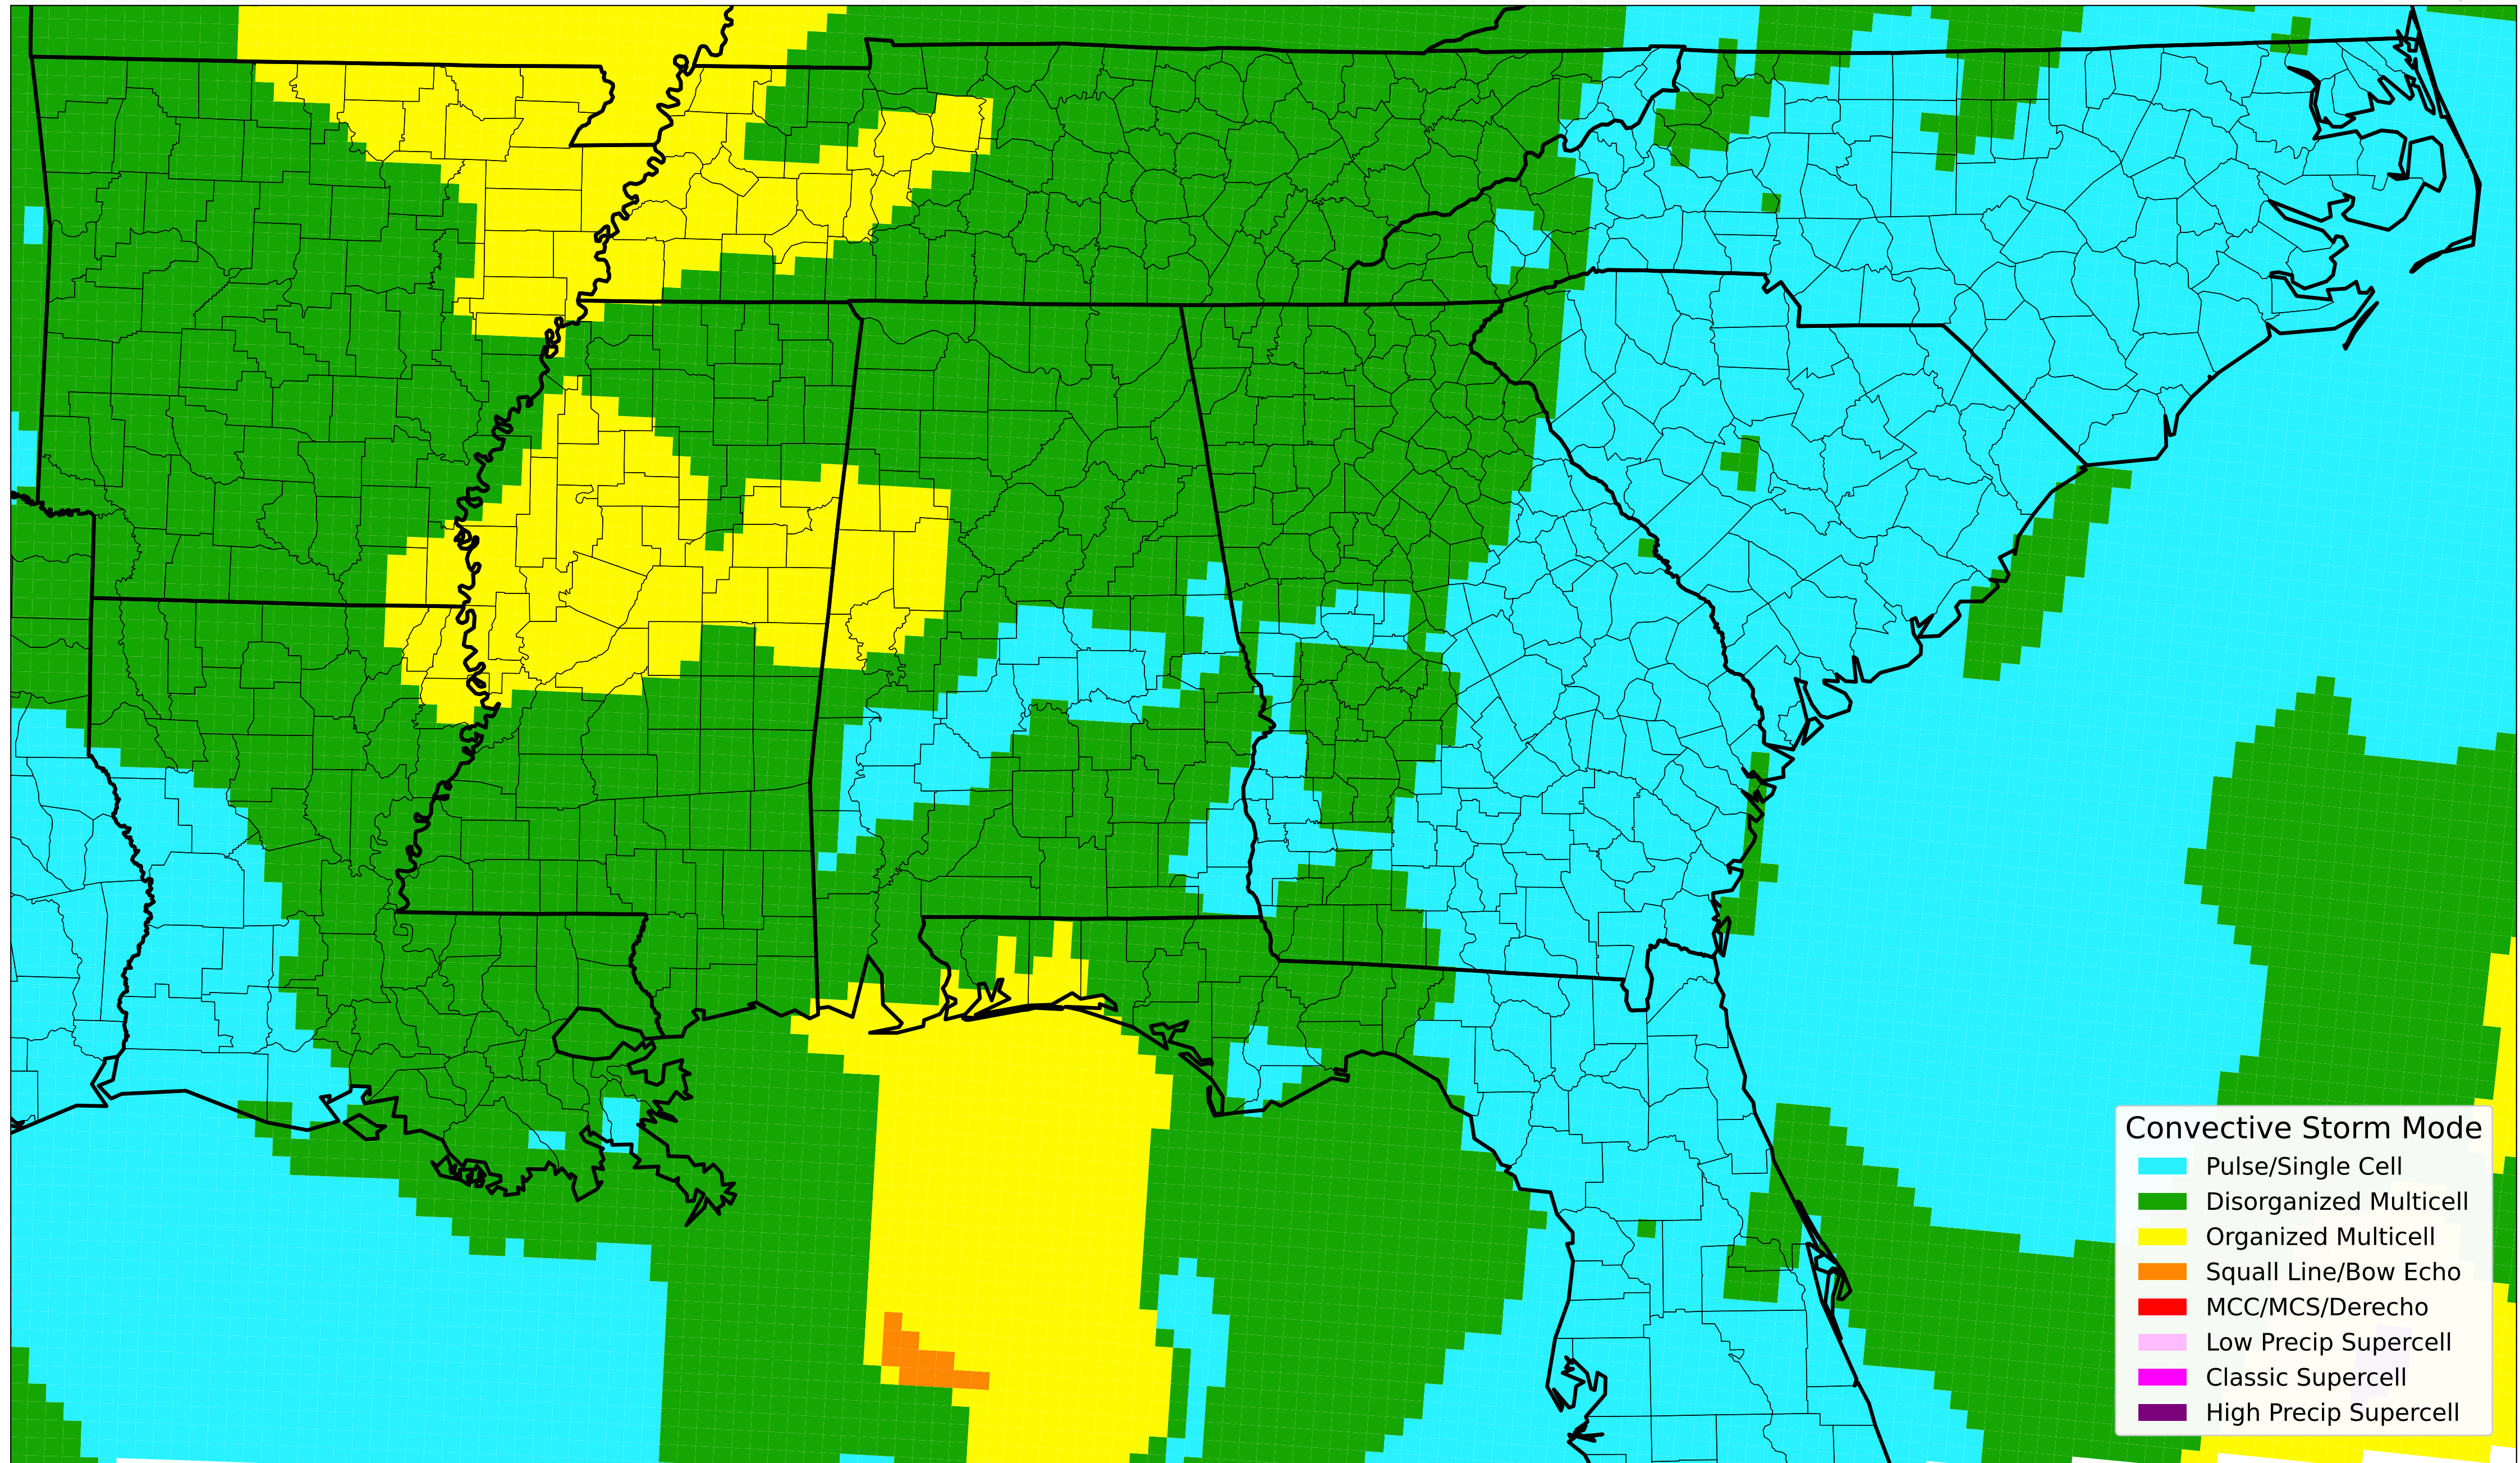 Convective Storm Mode
Pulse/Single Cell
Disorganized Multicell
Organized Multicell
Squall Line/Bow Echo
MCC/MCS/Derecho
Low Precip Supercell
Classic Supercell
High Precip Supercell